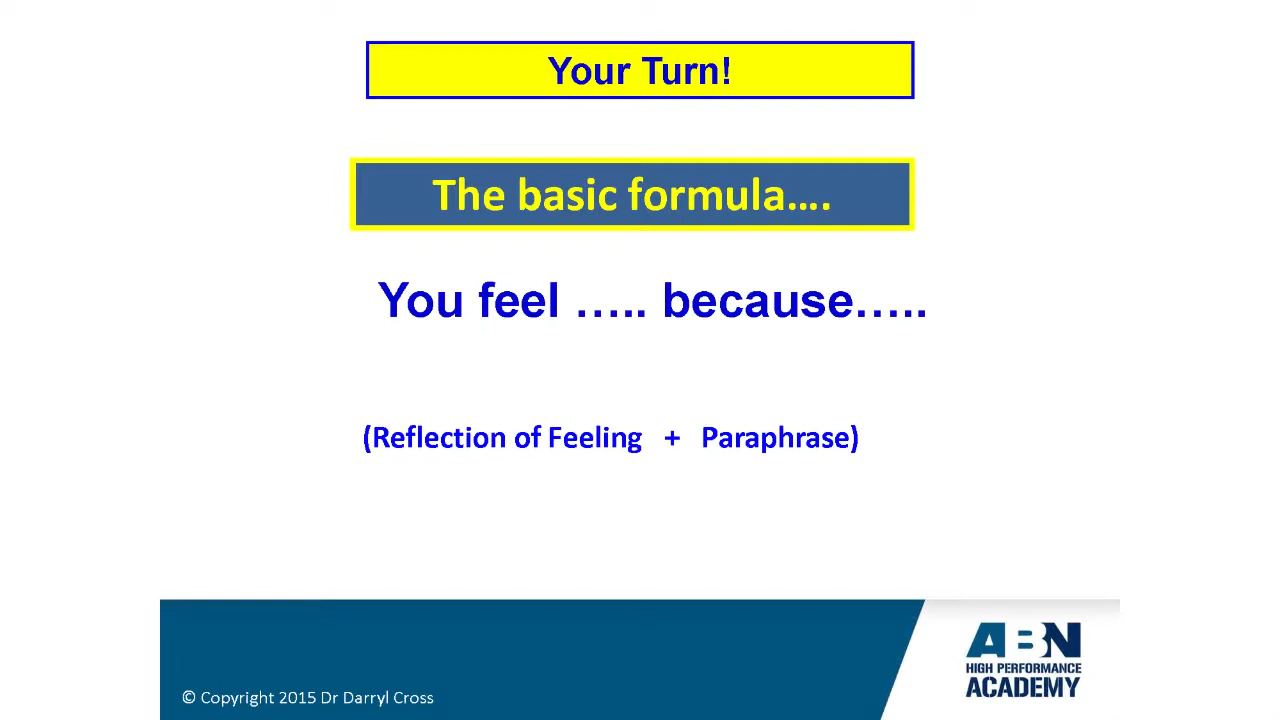 Your Turn!
The basic formula….
You feel ….. because…..
(Reflection of Feeling + Paraphrase)
© Copyright 2015 Dr Darryl Cross
ABN
HIGH PERFORMANCE
ACADEMY